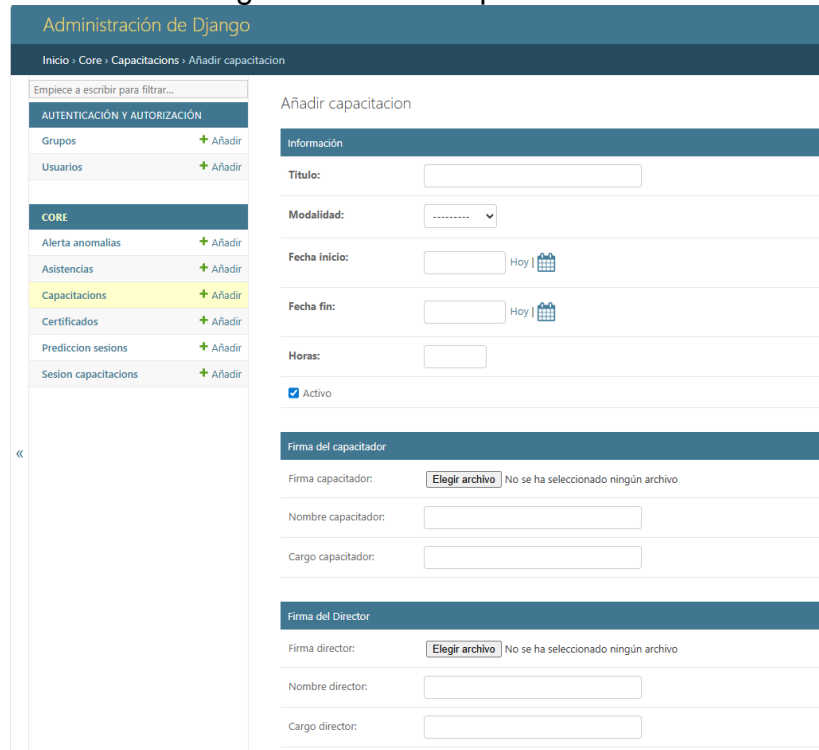 Administración de Django
Inicio › Core › Capacitacions › Añadir capacitacion
Empiece a escribir para filtrar...
AUTENTICACIÓN Y AUTORIZACIÓN
Grupos + Añadir
Usuarios + Añadir
CORE
Alerta anomalias + Añadir
Asistencias + Añadir
Capacitacions + Añadir
Certificados + Añadir
Prediccion sesions + Añadir
Sesion capacitacions + Añadir
«
Añadir capacitacion
Información
Titulo:
Modalidad: ---------
Fecha inicio: Hoy |
Fecha fin: Hoy |
Horas:
Activo
Firma del capacitador
Firma capacitador: Elegir archivo No se ha seleccionado ningún archivo
Nombre capacitador:
Cargo capacitador:
Firma del Director
Firma director: Elegir archivo No se ha seleccionado ningún archivo
Nombre director:
Cargo director: